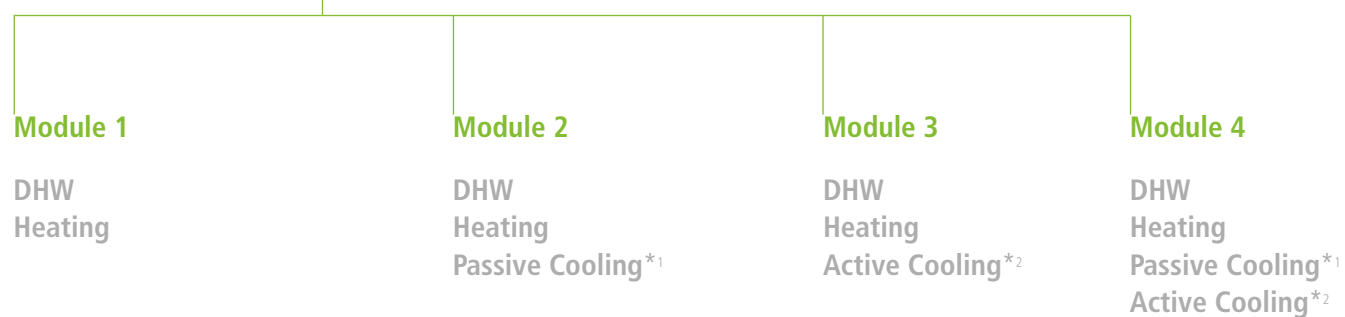 Module 1
DHW
Heating
Module 2
DHW
Heating
Passive Cooling*1
Module 3
DHW
Heating
Active Cooling*2
Module 4
DHW
Heating
Passive Cooling*1
Active Cooling*2